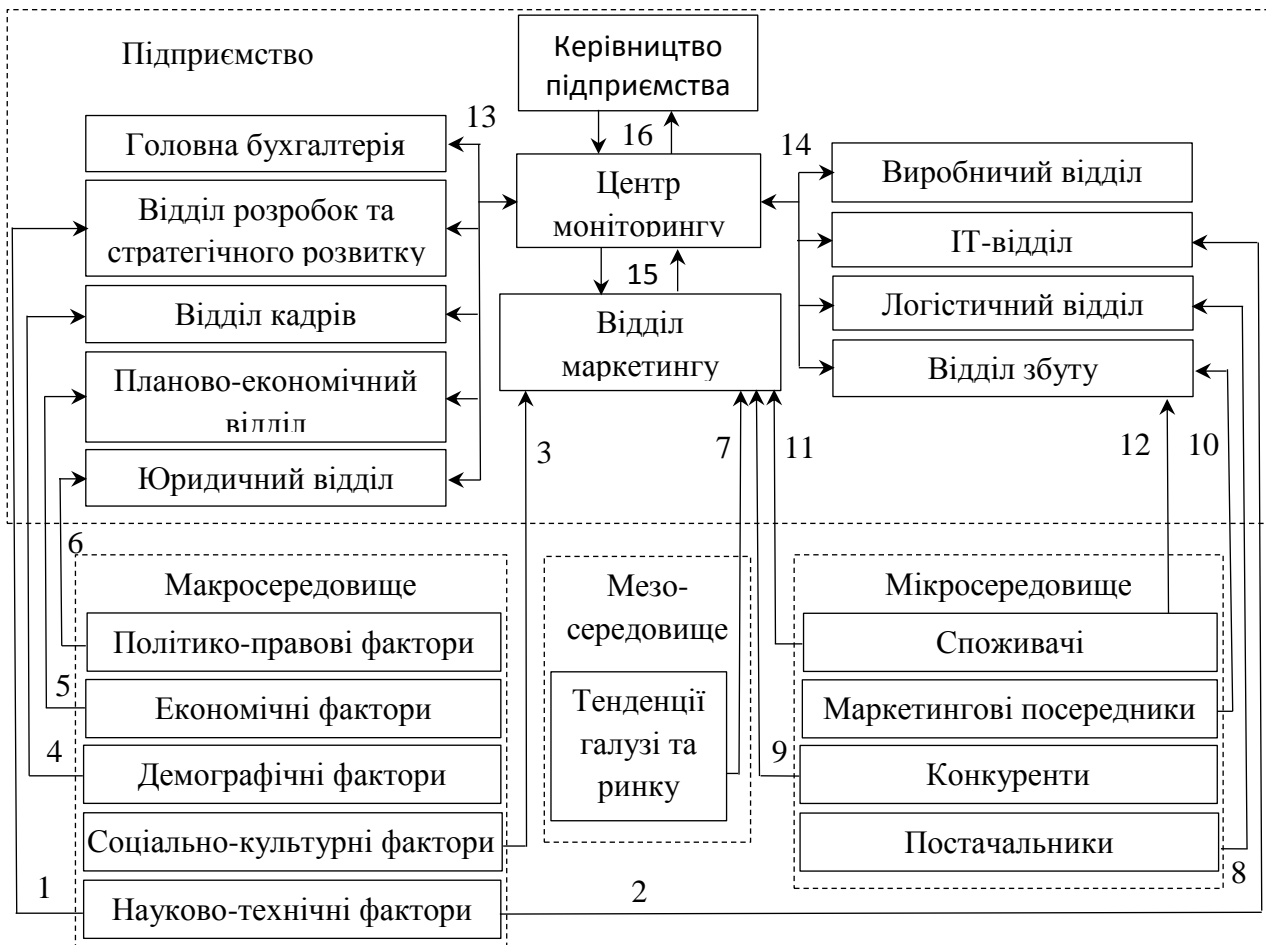 Підприємство
Керівництво
підприємства
13
16
14
Головна бухгалтерія
Відділ розробок та
стратегічного розвитку
Відділ кадрів
Планово-економічний
відділ
Юридичний відділ
Центр
моніторингу
15
Відділ
маркетингу
Виробничий відділ
ІТ-відділ
Логістичний відділ
Відділ збуту
3
7
11
12
10
6
Макросередовище
Політико-правові фактори
5
Економічні фактори
4
Демографічні фактори
Соціально-культурні фактори
1
Науково-технічні фактори
2
Мезо-
середовище
Тенденції
галузі та
ринку
9
Мікросередовище
Споживачі
Маркетингові посередники
Конкуренти
Постачальники
8